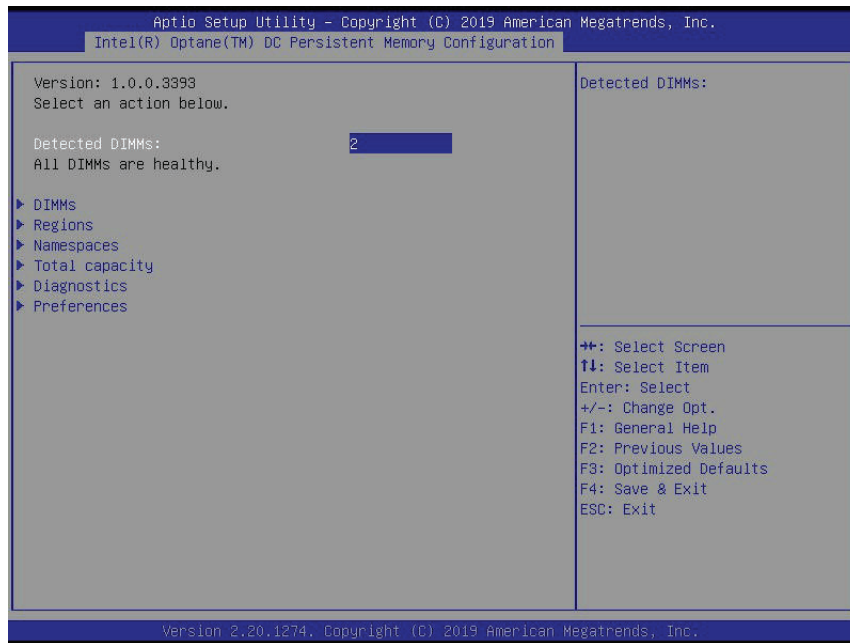 Aptio Setup Utility – Copyright (C) 2019 American Megatrends, Inc.
Intel(R) Optane(TM) DC Persistent Memory Configuration
Version: 1.0.0.3393
Select an action below.
Detected DIMMs: 2
All DIMMs are healthy.
DIMMs
Regions
Namespaces
Total capacity
Diagnostics
Preferences
Detected DIMMs:
→←: Select Screen
↑↓: Select Item
Enter: Select
+/-: Change Opt.
F1: General Help
F2: Previous Values
F3: Optimized Defaults
F4: Save & Exit
ESC: Exit
Version 2.20.1274. Copyright (C) 2019 American Megatrends, Inc.